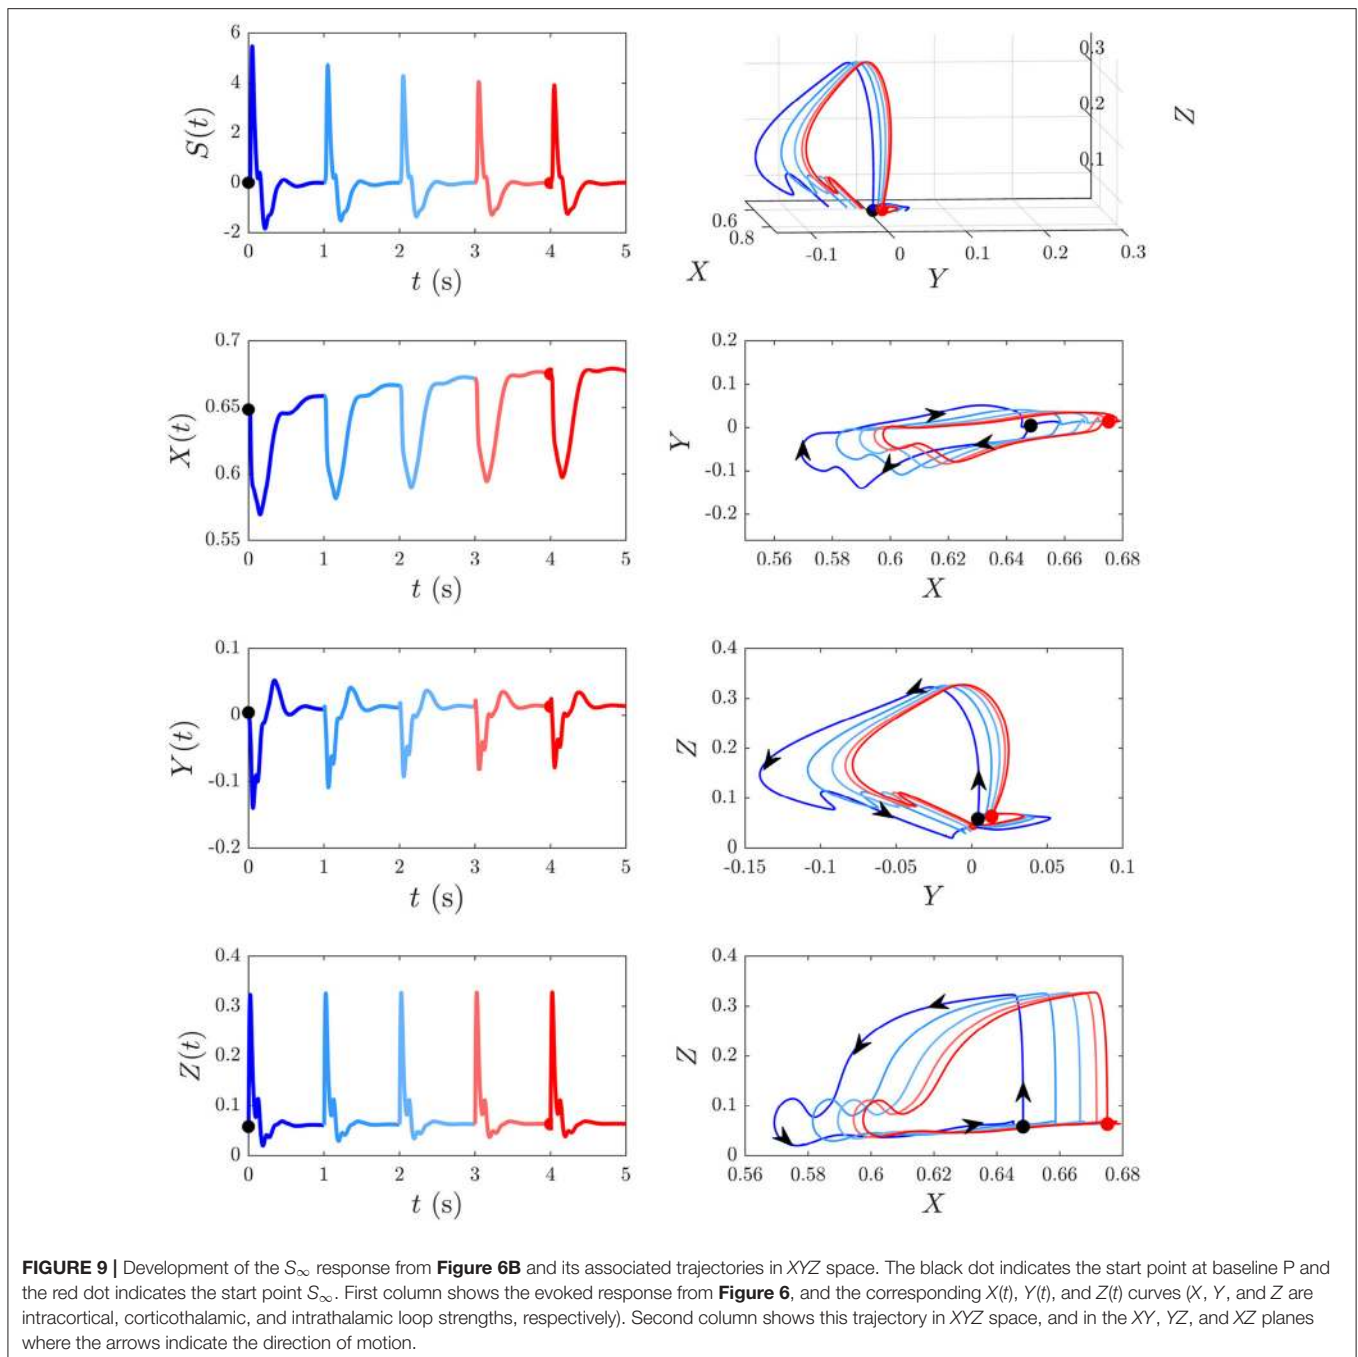 6
4
2
0
-2
S(t)
0 1 2 3 4 5
t (s)
0.3
0.2
0.1
Z
0.6
0.8
X
-0.1 0 0.1 0.2 0.3
Y
0.7
0.65
0.6
0.55
X(t)
0 1 2 3 4 5
t (s)
0.2
0.1
0
-0.1
-0.2
Y
0.56 0.58 0.6 0.62 0.64 0.66 0.68
X
0.1
0
-0.1
-0.2
Y(t)
0 1 2 3 4 5
t (s)
0.4
0.3
0.2
0.1
0
Z
-0.15 -0.1 -0.05 0 0.05 0.1
Y
0.4
0.3
0.2
0.1
0
Z(t)
0 1 2 3 4 5
t (s)
0.4
0.3
0.2
0.1
0
Z
0.56 0.58 0.6 0.62 0.64 0.66 0.68
X
FIGURE 9 | Development of the S∞ response from Figure 6B and its associated trajectories in XYZ space. The black dot indicates the start point at baseline P and
the red dot indicates the start point S∞. First column shows the evoked response from Figure 6, and the corresponding X(t), Y(t), and Z(t) curves (X, Y, and Z are
intracortical, corticothalamic, and intrathalamic loop strengths, respectively). Second column shows this trajectory in XYZ space, and in the XY, YZ, and XZ planes
where the arrows indicate the direction of motion.